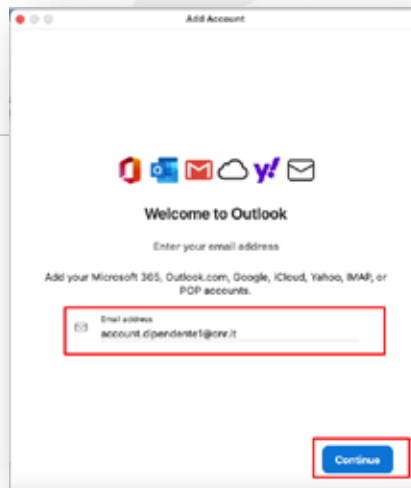 Add Account
Welcome to Outlook
Enter your email address
Add your Microsoft 365, Outlook.com, Google, iCloud, Yahoo, IMAP, or
POP accounts.
Email address
account.dipendente1@cnr.it
Continue